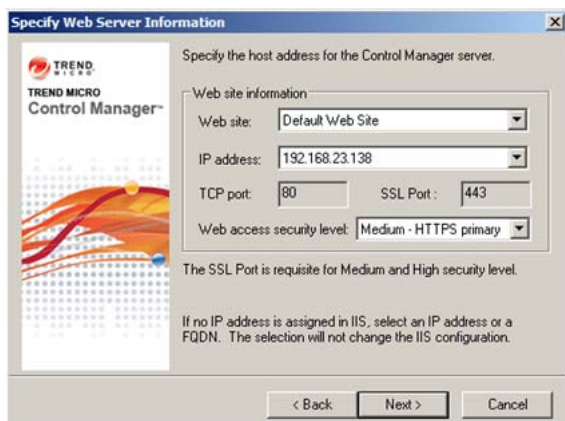 Specify Web Server Information
TREND
MICRO
TREND MICRO
Control Manager™
Specify the host address for the Control Manager server.
Web site information
Web site: Default Web Site
IP address: 192.168.23.138
TCP port: 80 SSL Port : 443
Web access security level: Medium - HTTPS primary
The SSL Port is requisite for Medium and High security level.
If no IP address is assigned in IIS, select an IP address or a
FQDN. The selection will not change the IIS configuration.
< Back Next > Cancel